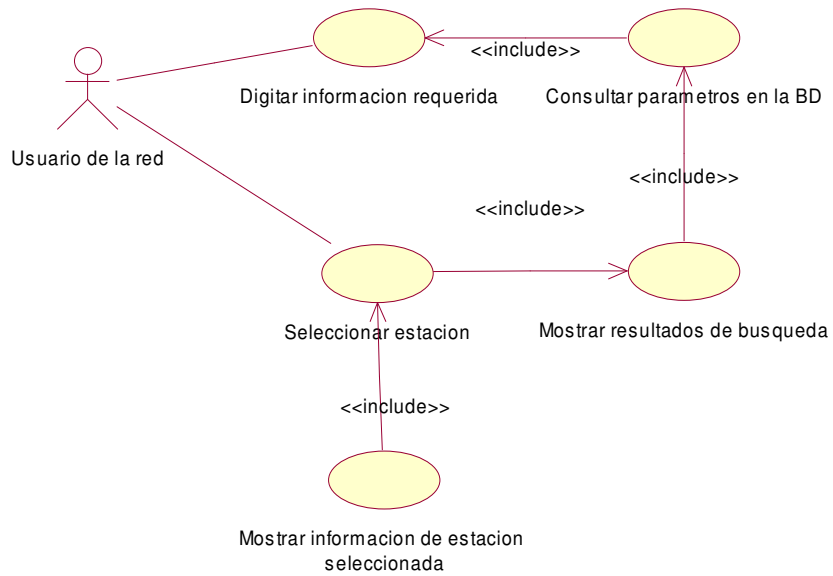 <<include>>
Digitar informacion requerida
Consultar parametros en la BD
Usuario de la red
<<include>>
<<include>>
Seleccionar estacion
Mostrar resultados de busqueda
<<include>>
Mostrar informacion de estacion
seleccionada